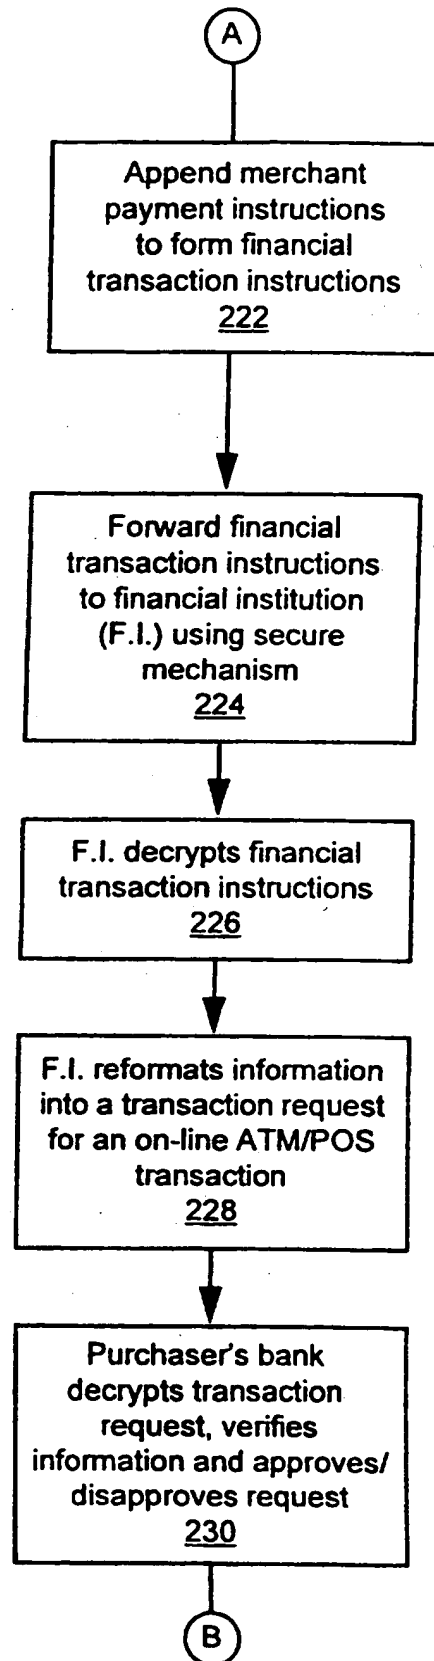 A
Append merchant
payment instructions
to form financial
transaction instructions
222
Forward financial
transaction instructions
to financial institution
(F.I.) using secure
mechanism
224
F.I. decrypts financial
transaction instructions
226
F.I. reformats information
into a transaction request
for an on-line ATM/POS
transaction
228
Purchaser's bank
decrypts transaction
request, verifies
information and approves/
disapproves request
230
B